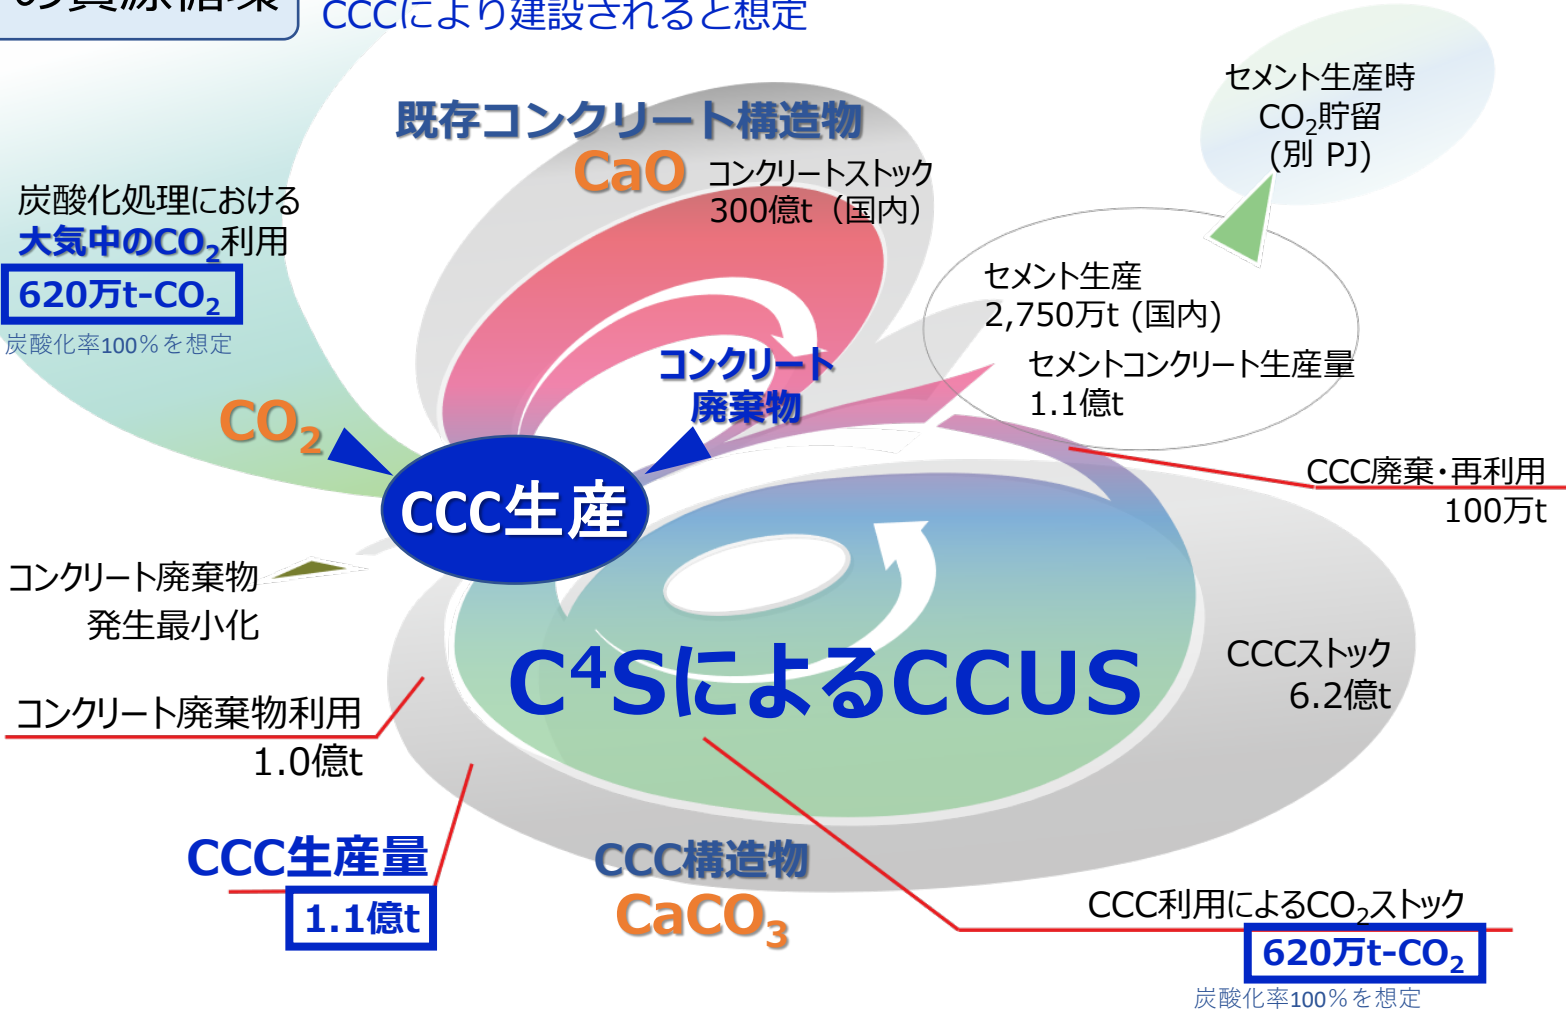 の資源循環
CCCにより建設されると想定
セメント生産時
CO₂貯留
(別 PJ)
既存コンクリート構造物
CaO
コンクリートストック
300億t（国内）
炭酸化処理における
大気中のCO₂利用
620万t-CO₂
炭酸化率100％を想定
セメント生産
2,750万t (国内)
セメントコンクリート生産量
1.1億t
コンクリート
廃棄物
CO₂
CCC生産
CCC廃棄・再利用
100万t
コンクリート廃棄物
発生最小化
C⁴SによるCCUS
CCCストック
6.2億t
コンクリート廃棄物利用
1.0億t
CCC生産量
1.1億t
CCC構造物
CaCO₃
CCC利用によるCO₂ストック
620万t-CO₂
炭酸化率100％を想定